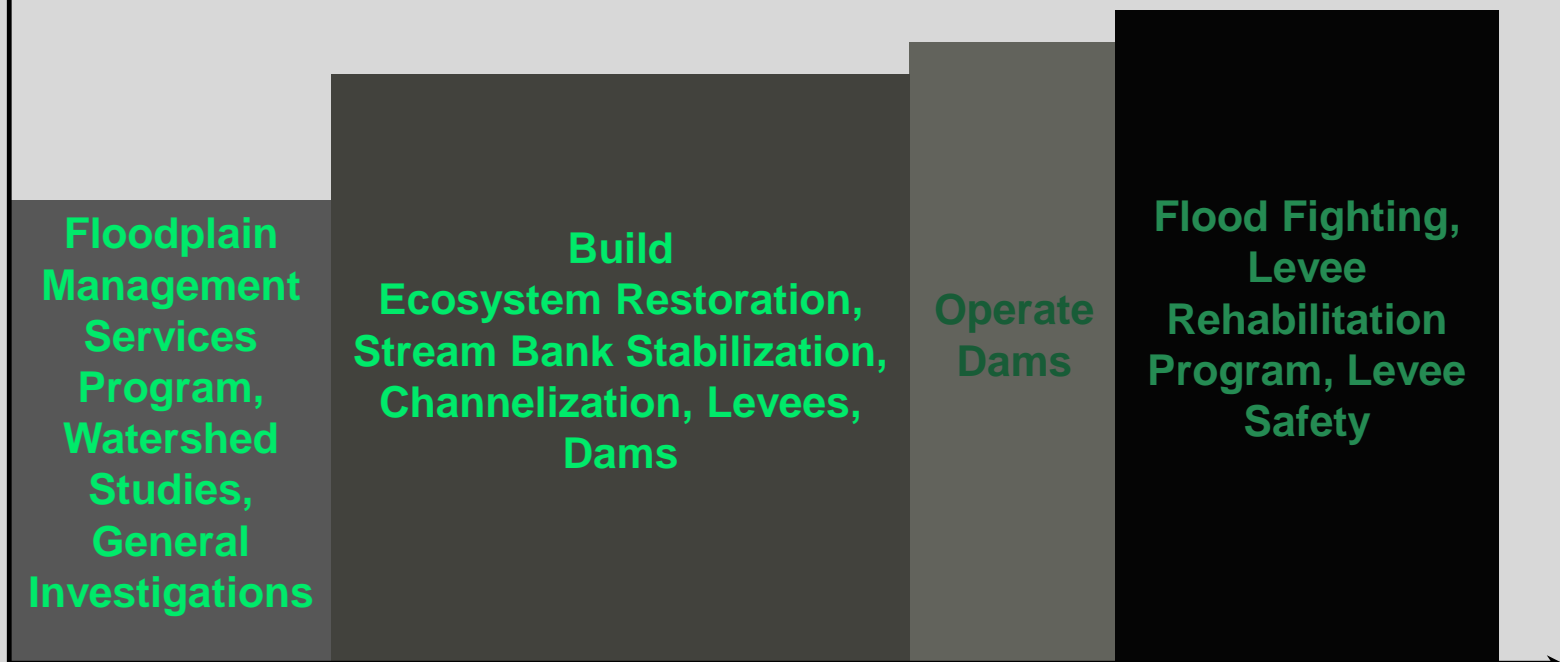 Floodplain
Management
Services
Program,
Watershed
Studies,
General
Investigations
Build
Ecosystem Restoration,
Stream Bank Stabilization,
Channelization, Levees,
Dams
Operate
Dams
Flood Fighting,
Levee
Rehabilitation
Program, Levee
Safety